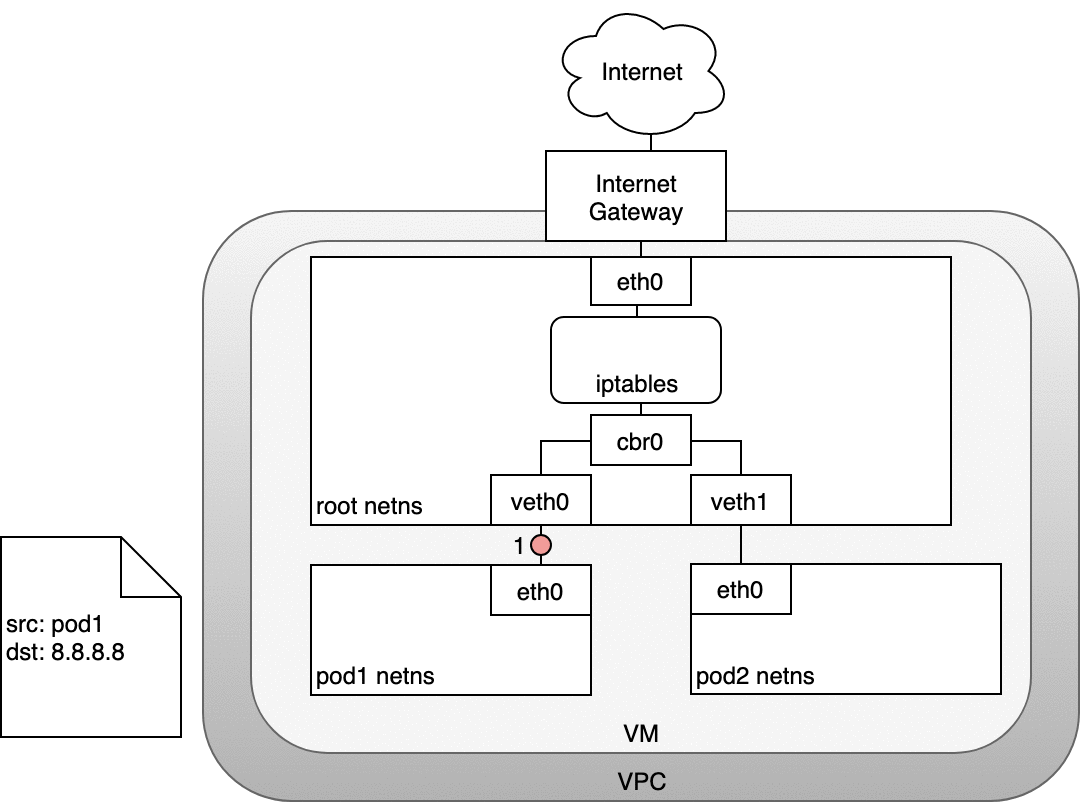 Internet
Internet
Gateway
eth0
iptables
cbr0
root netns
veth0
veth1
1
src: pod1
dst: 8.8.8.8
eth0
eth0
pod1 netns
pod2 netns
VM
VPC